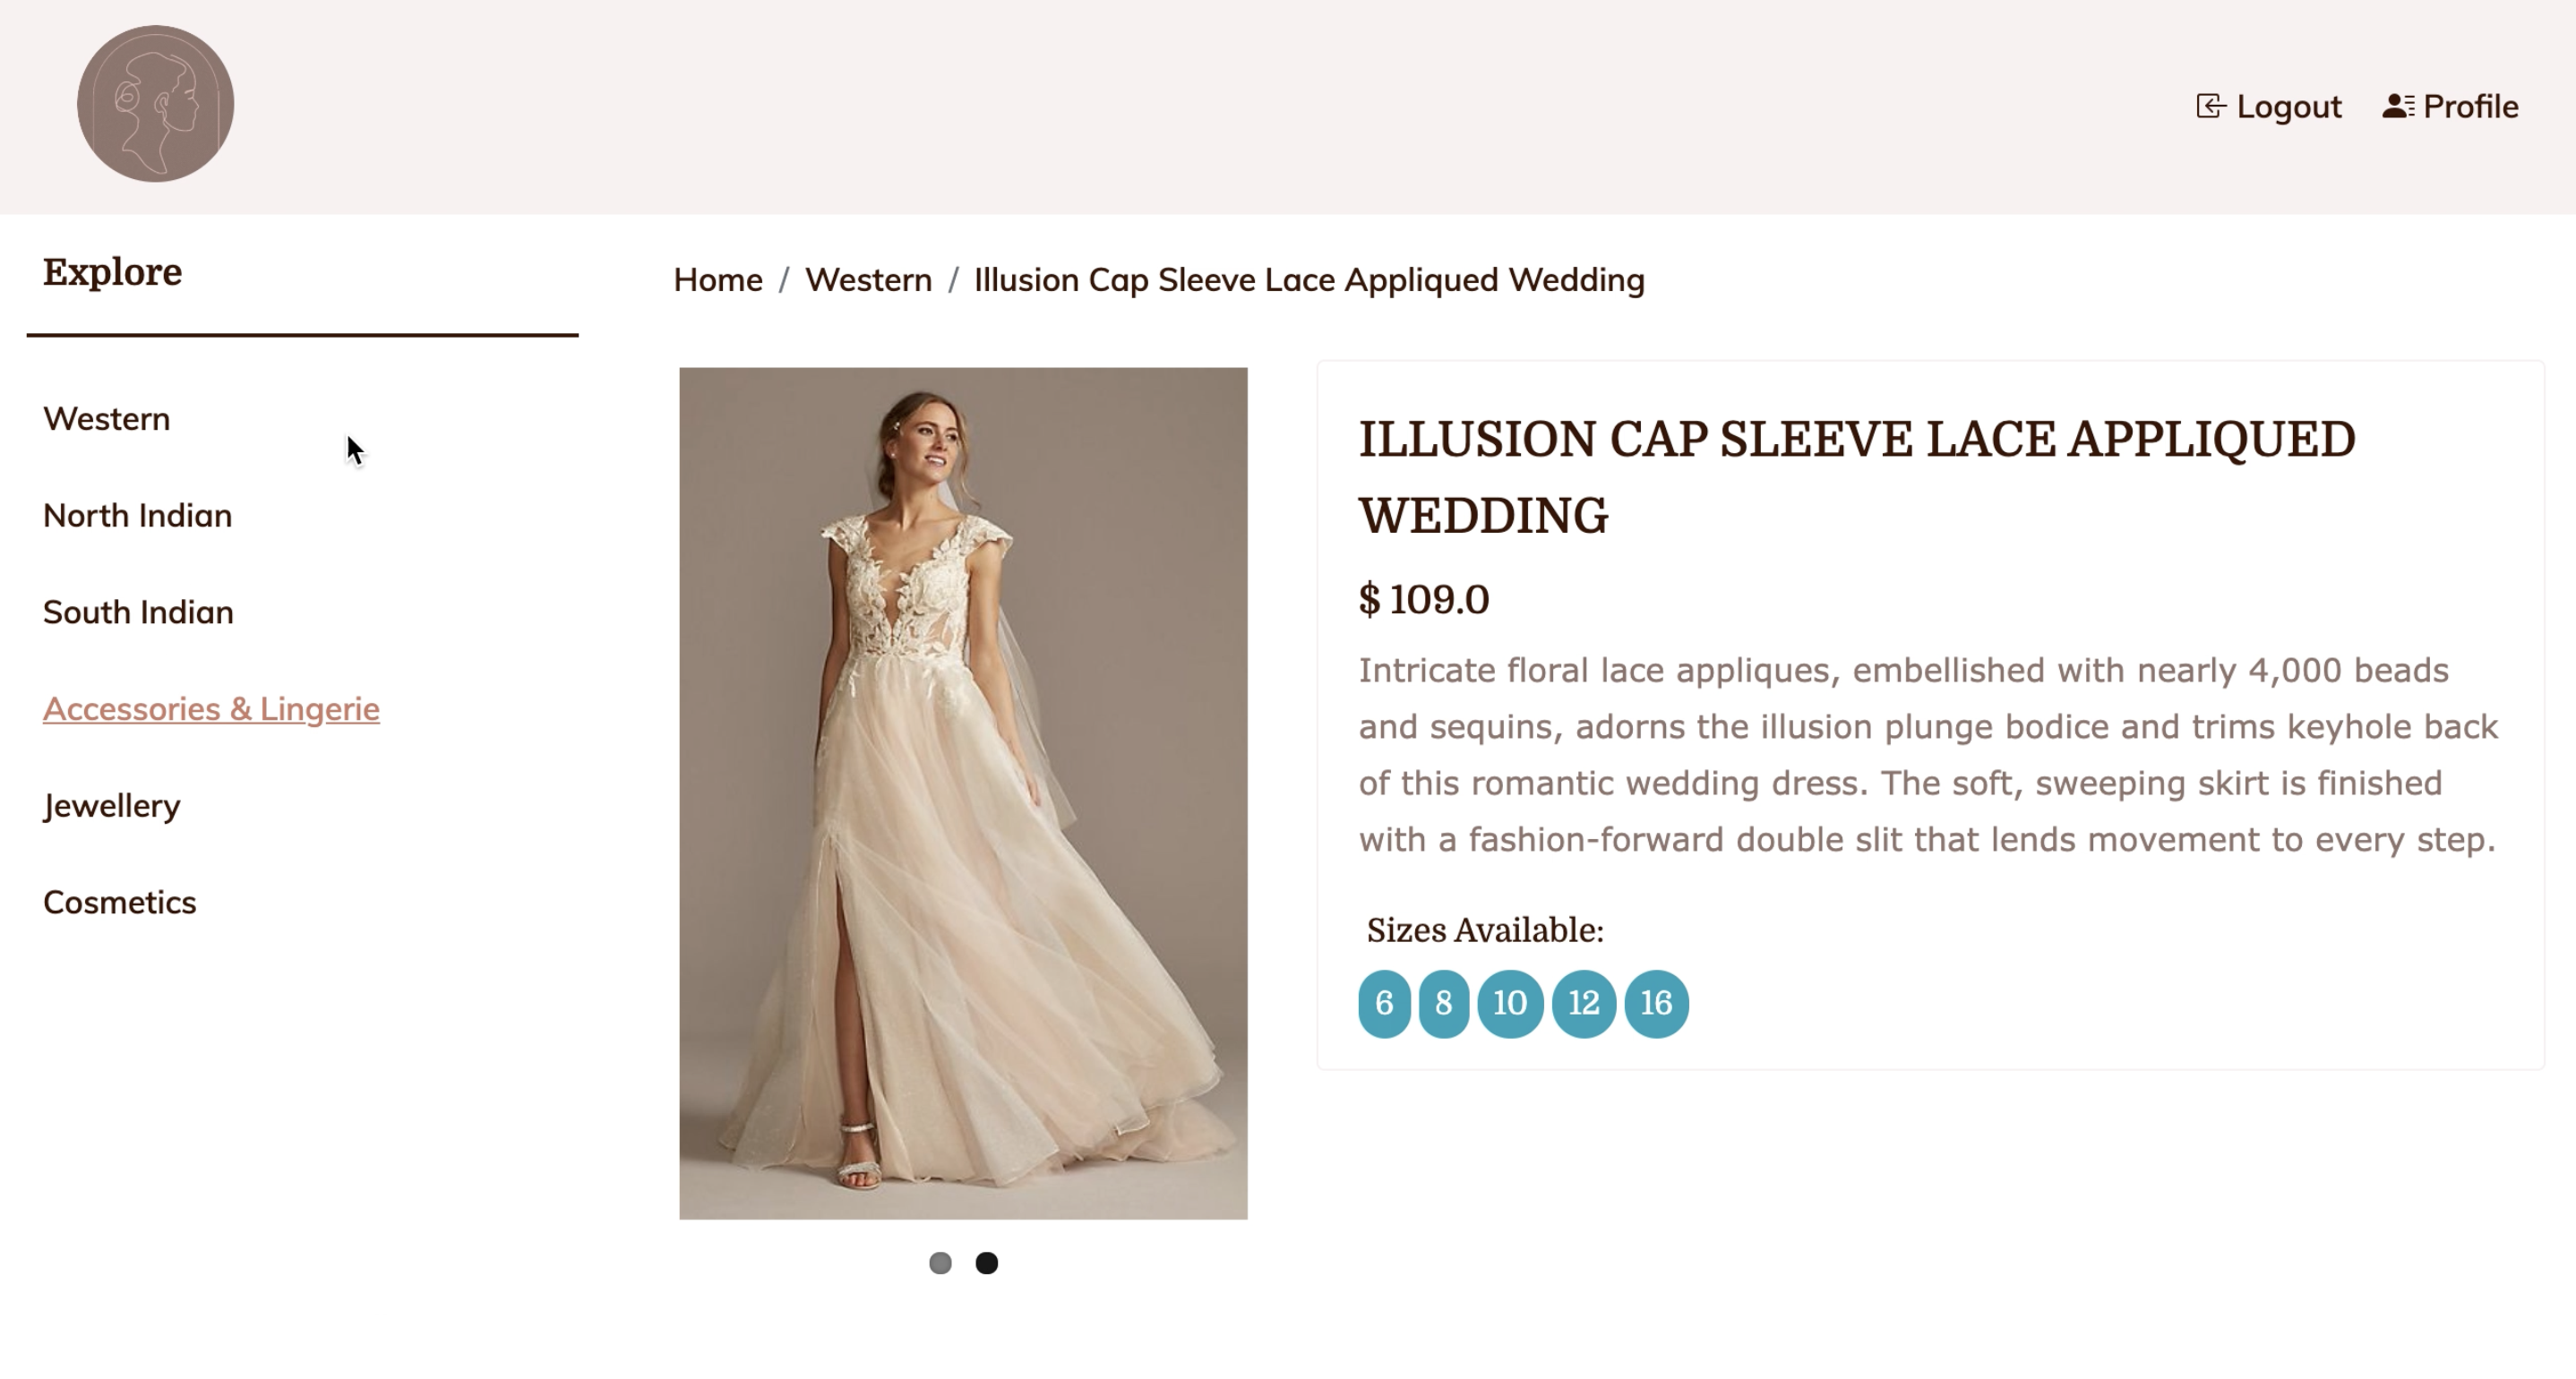 Logout
Profile
Explore
Home / Western / Illusion Cap Sleeve Lace Appliqued Wedding
Western
North Indian
South Indian
Accessories & Lingerie
Jewellery
Cosmetics
ILLUSION CAP SLEEVE LACE APPLIQUED
WEDDING
$ 109.0
Intricate floral lace appliques, embellished with nearly 4,000 beads
and sequins, adorns the illusion plunge bodice and trims keyhole back
of this romantic wedding dress. The soft, sweeping skirt is finished
with a fashion-forward double slit that lends movement to every step.
Sizes Available:
6 8 10 12 16